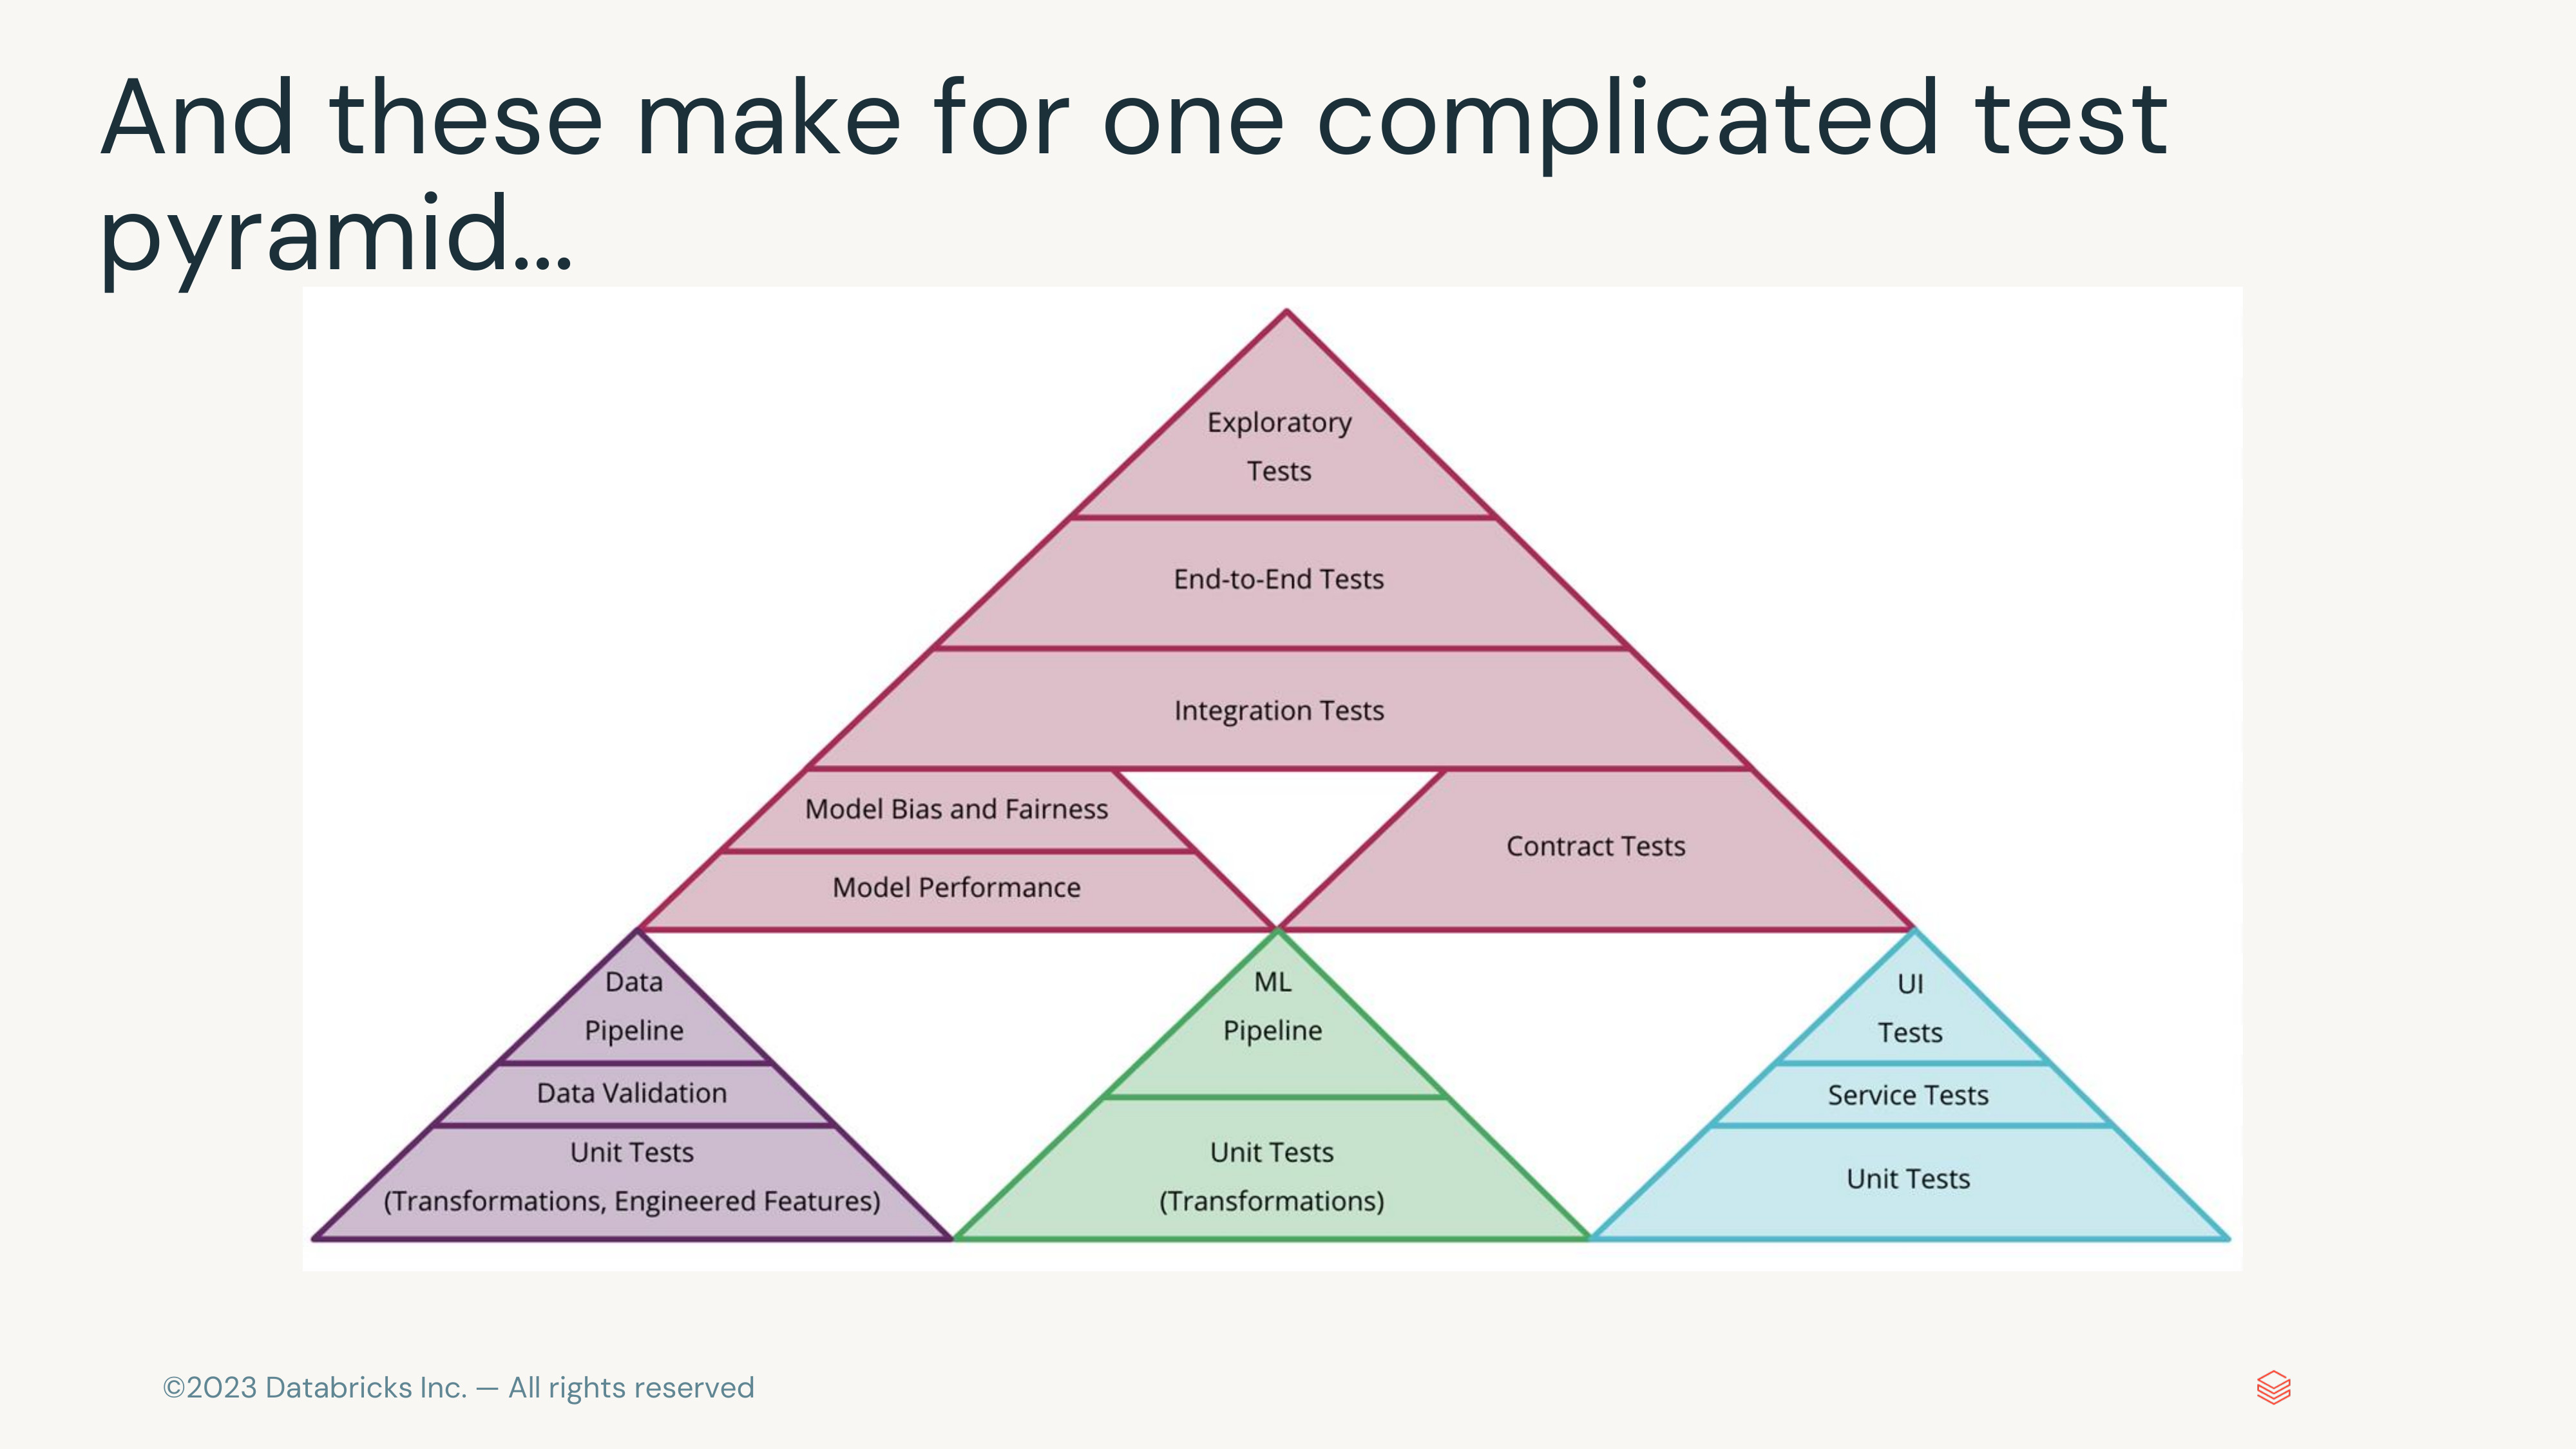 And these make for one complicated test
pyramid...
Exploratory
Tests
End-to-End Tests
Integration Tests
Model Bias and Fairness
Model Performance
Contract Tests
Data
Pipeline
Data Validation
Unit Tests
(Transformations, Engineered Features)
ML
Pipeline
Unit Tests
(Transformations)
UI
Tests
Service Tests
Unit Tests
©2023 Databricks Inc. — All rights reserved